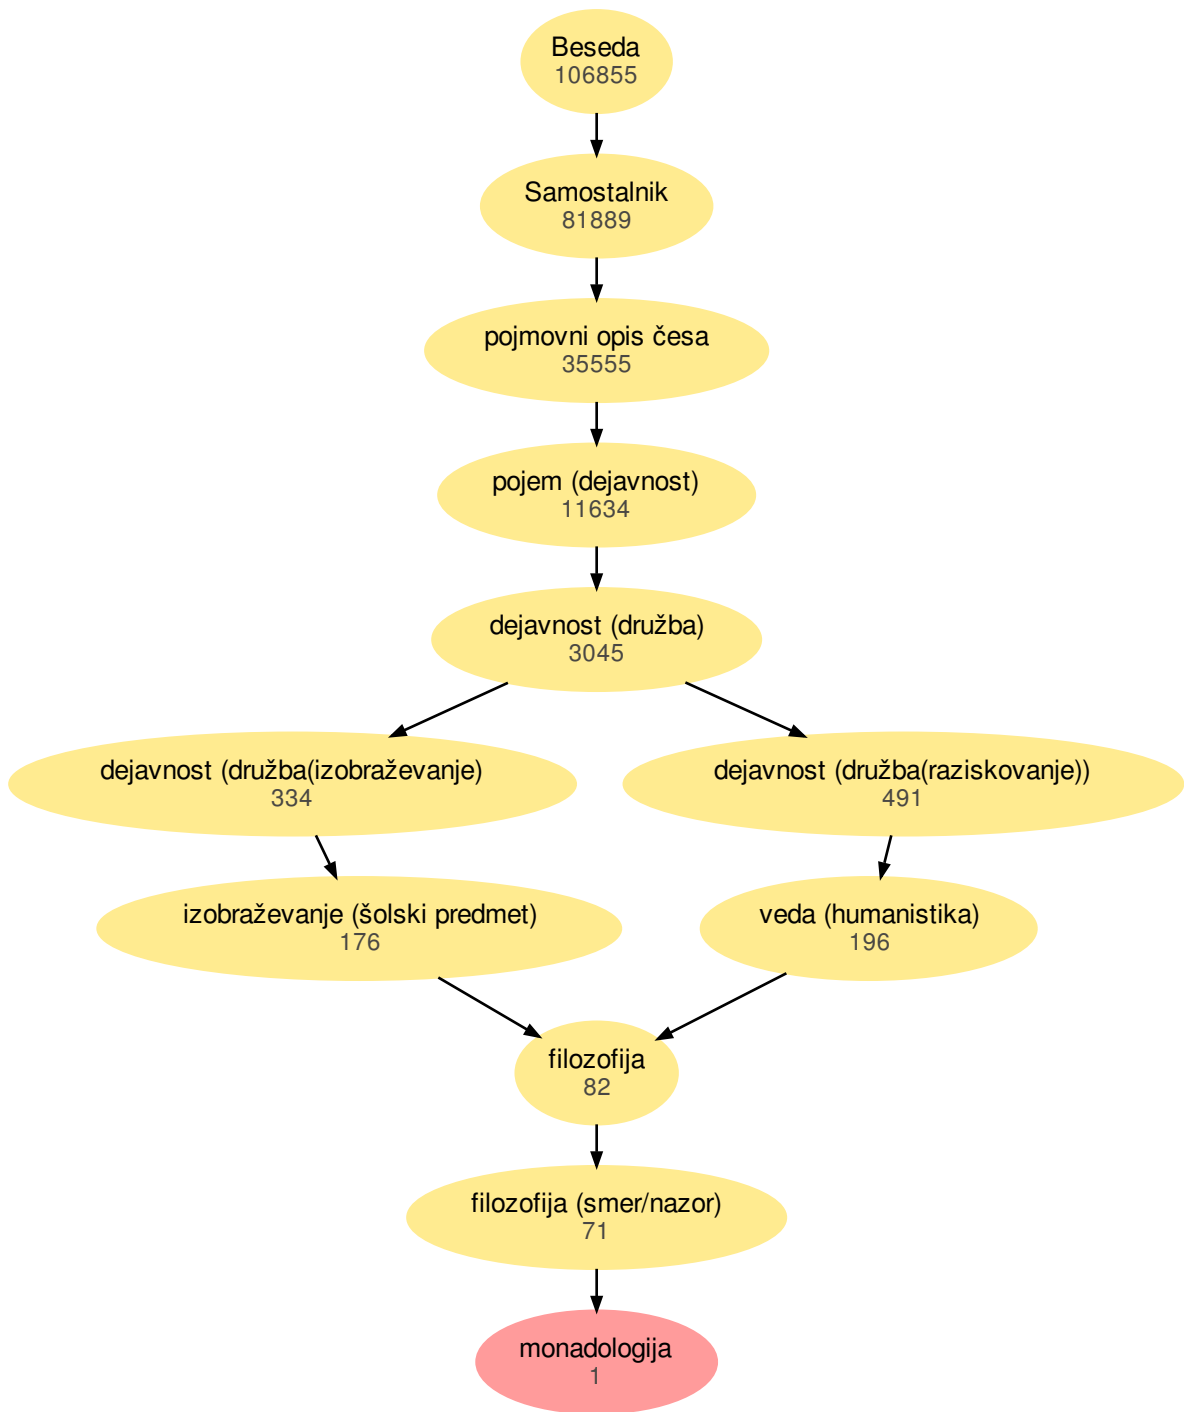 Beseda
106855
Samostalnik
81889
pojmovni opis česa
35555
pojem (dejavnost)
11634
dejavnost (družba)
3045
dejavnost (družba(izobraževanje)
334
dejavnost (družba(raziskovanje))
491
izobraževanje (šolski predmet)
176
veda (humanistika)
196
filozofija
82
filozofija (smer/nazor)
71
monadologija
1